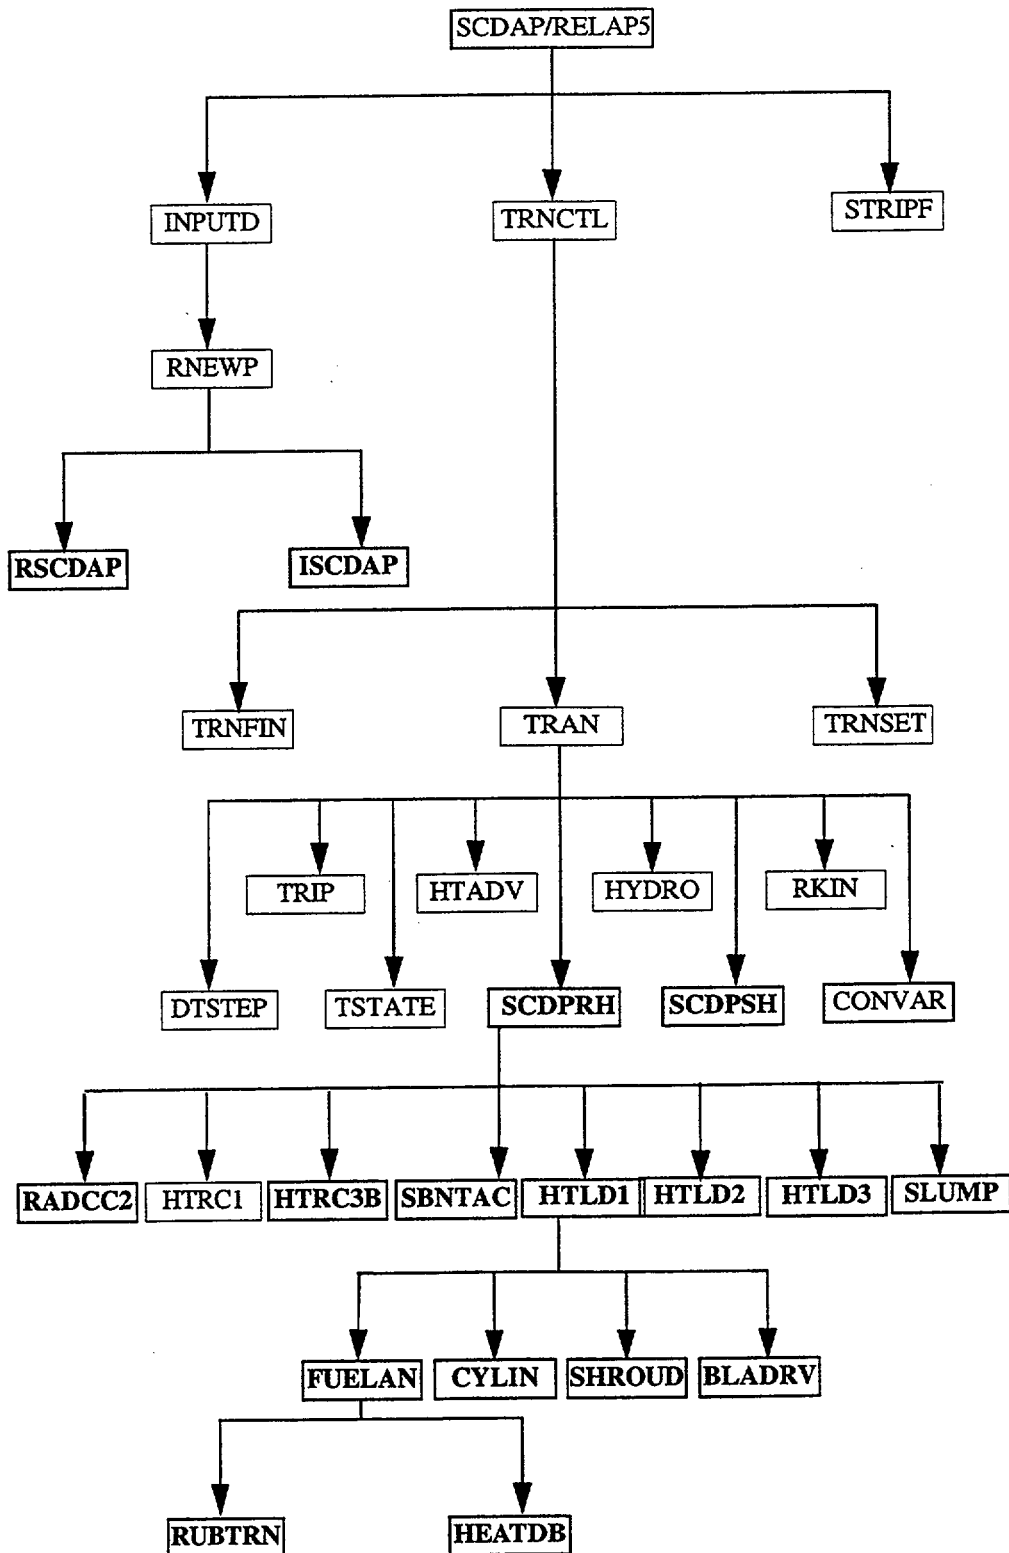 SCDAP/RELAP5
INPUTD
TRNCTL
STRIPF
RNEWP
RSCDAP
ISCDAP
TRNFIN
TRAN
TRNSET
TRIP
HTADV
HYDRO
RKIN
DTSTEP
TSTATE
SCDPRH
SCDPSH
CONVAR
RADCC2
HTRC1
HTRC3B
SBNTAC
HTLD1
HTLD2
HTLD3
SLUMP
FUELAN
CYLIN
SHROUD
BLADRV
RUBTRN
HEATDB